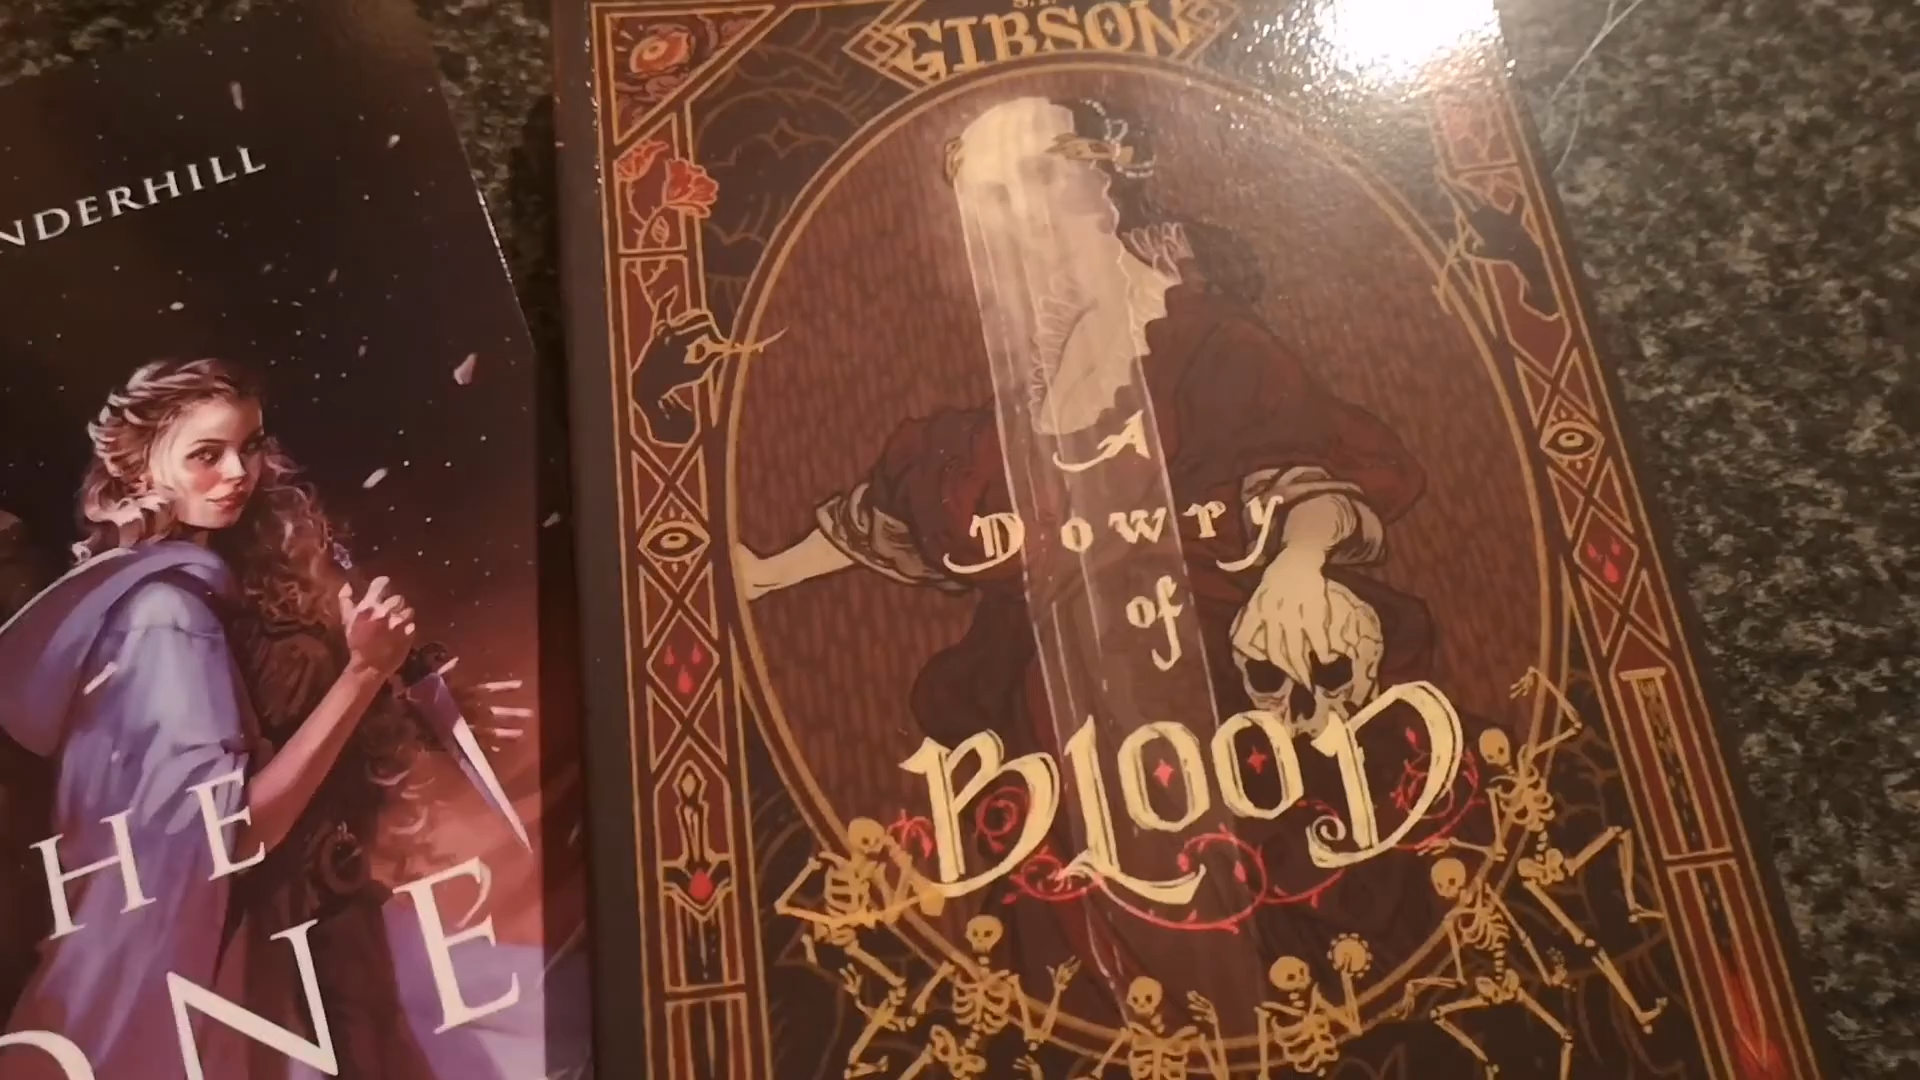 NDERHILL
HE
ONE
S.T.
GIBSON
A
Dowry
of
BLOOD